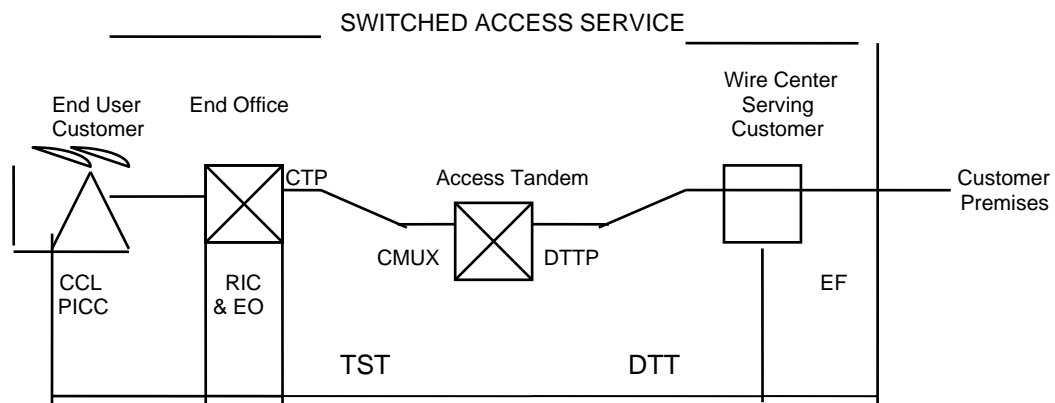 SWITCHED ACCESS SERVICE
Wire Center
Serving
Customer
End User
Customer
End Office
CTP
Access Tandem
Customer
Premises
CMUX
DTTP
CCL
PICC
RIC
& EO
EF
TST
DTT